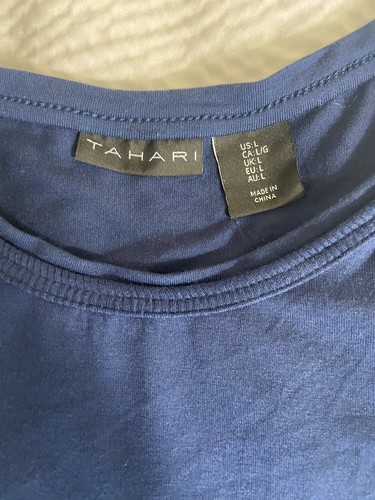 TAHARI
US:L
CA:L/G
UK:L
EU:L
AU:L
MADE IN
CHINA